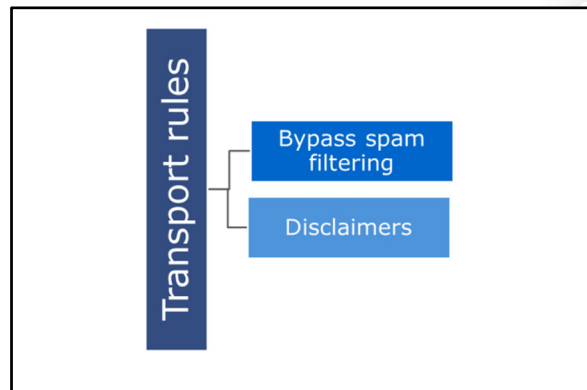 Transport rules
Bypass spam
filtering
Disclaimers